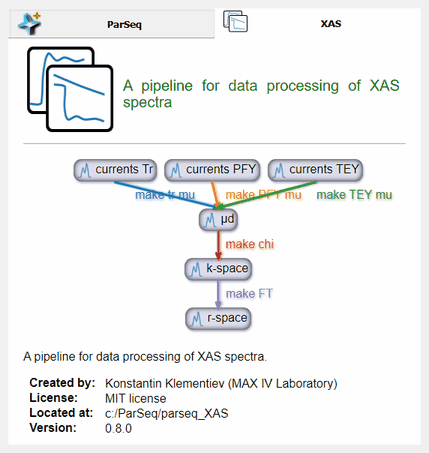 ParSeq XAS
A pipeline for data processing of XAS
spectra
currents Tr currents PFY currents TEY
make tr mu make PFY mu make TEY mu
μd
make chi
k-space
make FT
r-space
A pipeline for data processing of XAS spectra.
Created by: Konstantin Klementiev (MAX IV Laboratory)
License: MIT license
Located at: c:/ParSeq/parseq_XAS
Version: 0.8.0